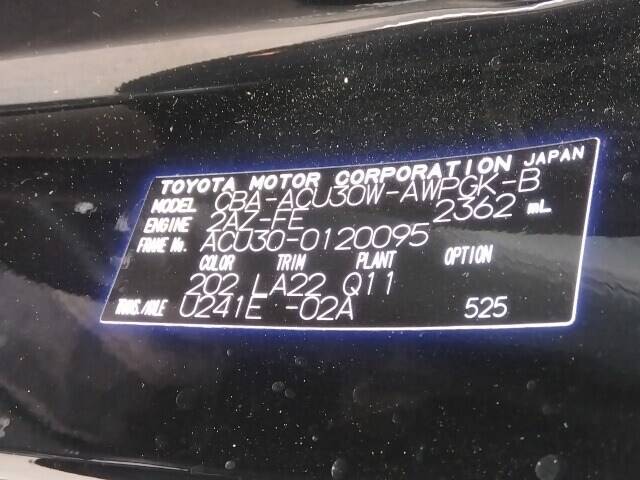 TOYOTA MOTOR CORPORATION JAPAN
MODEL CBA-ACU30W-AWPGK-B
ENGINE 2AZ-FE 2362 mL
FRAME No. ACU30-0120095
COLOR TRIM PLANT OPTION
202 LA22 Q11
TRANS./AXLE U241E -02A 525